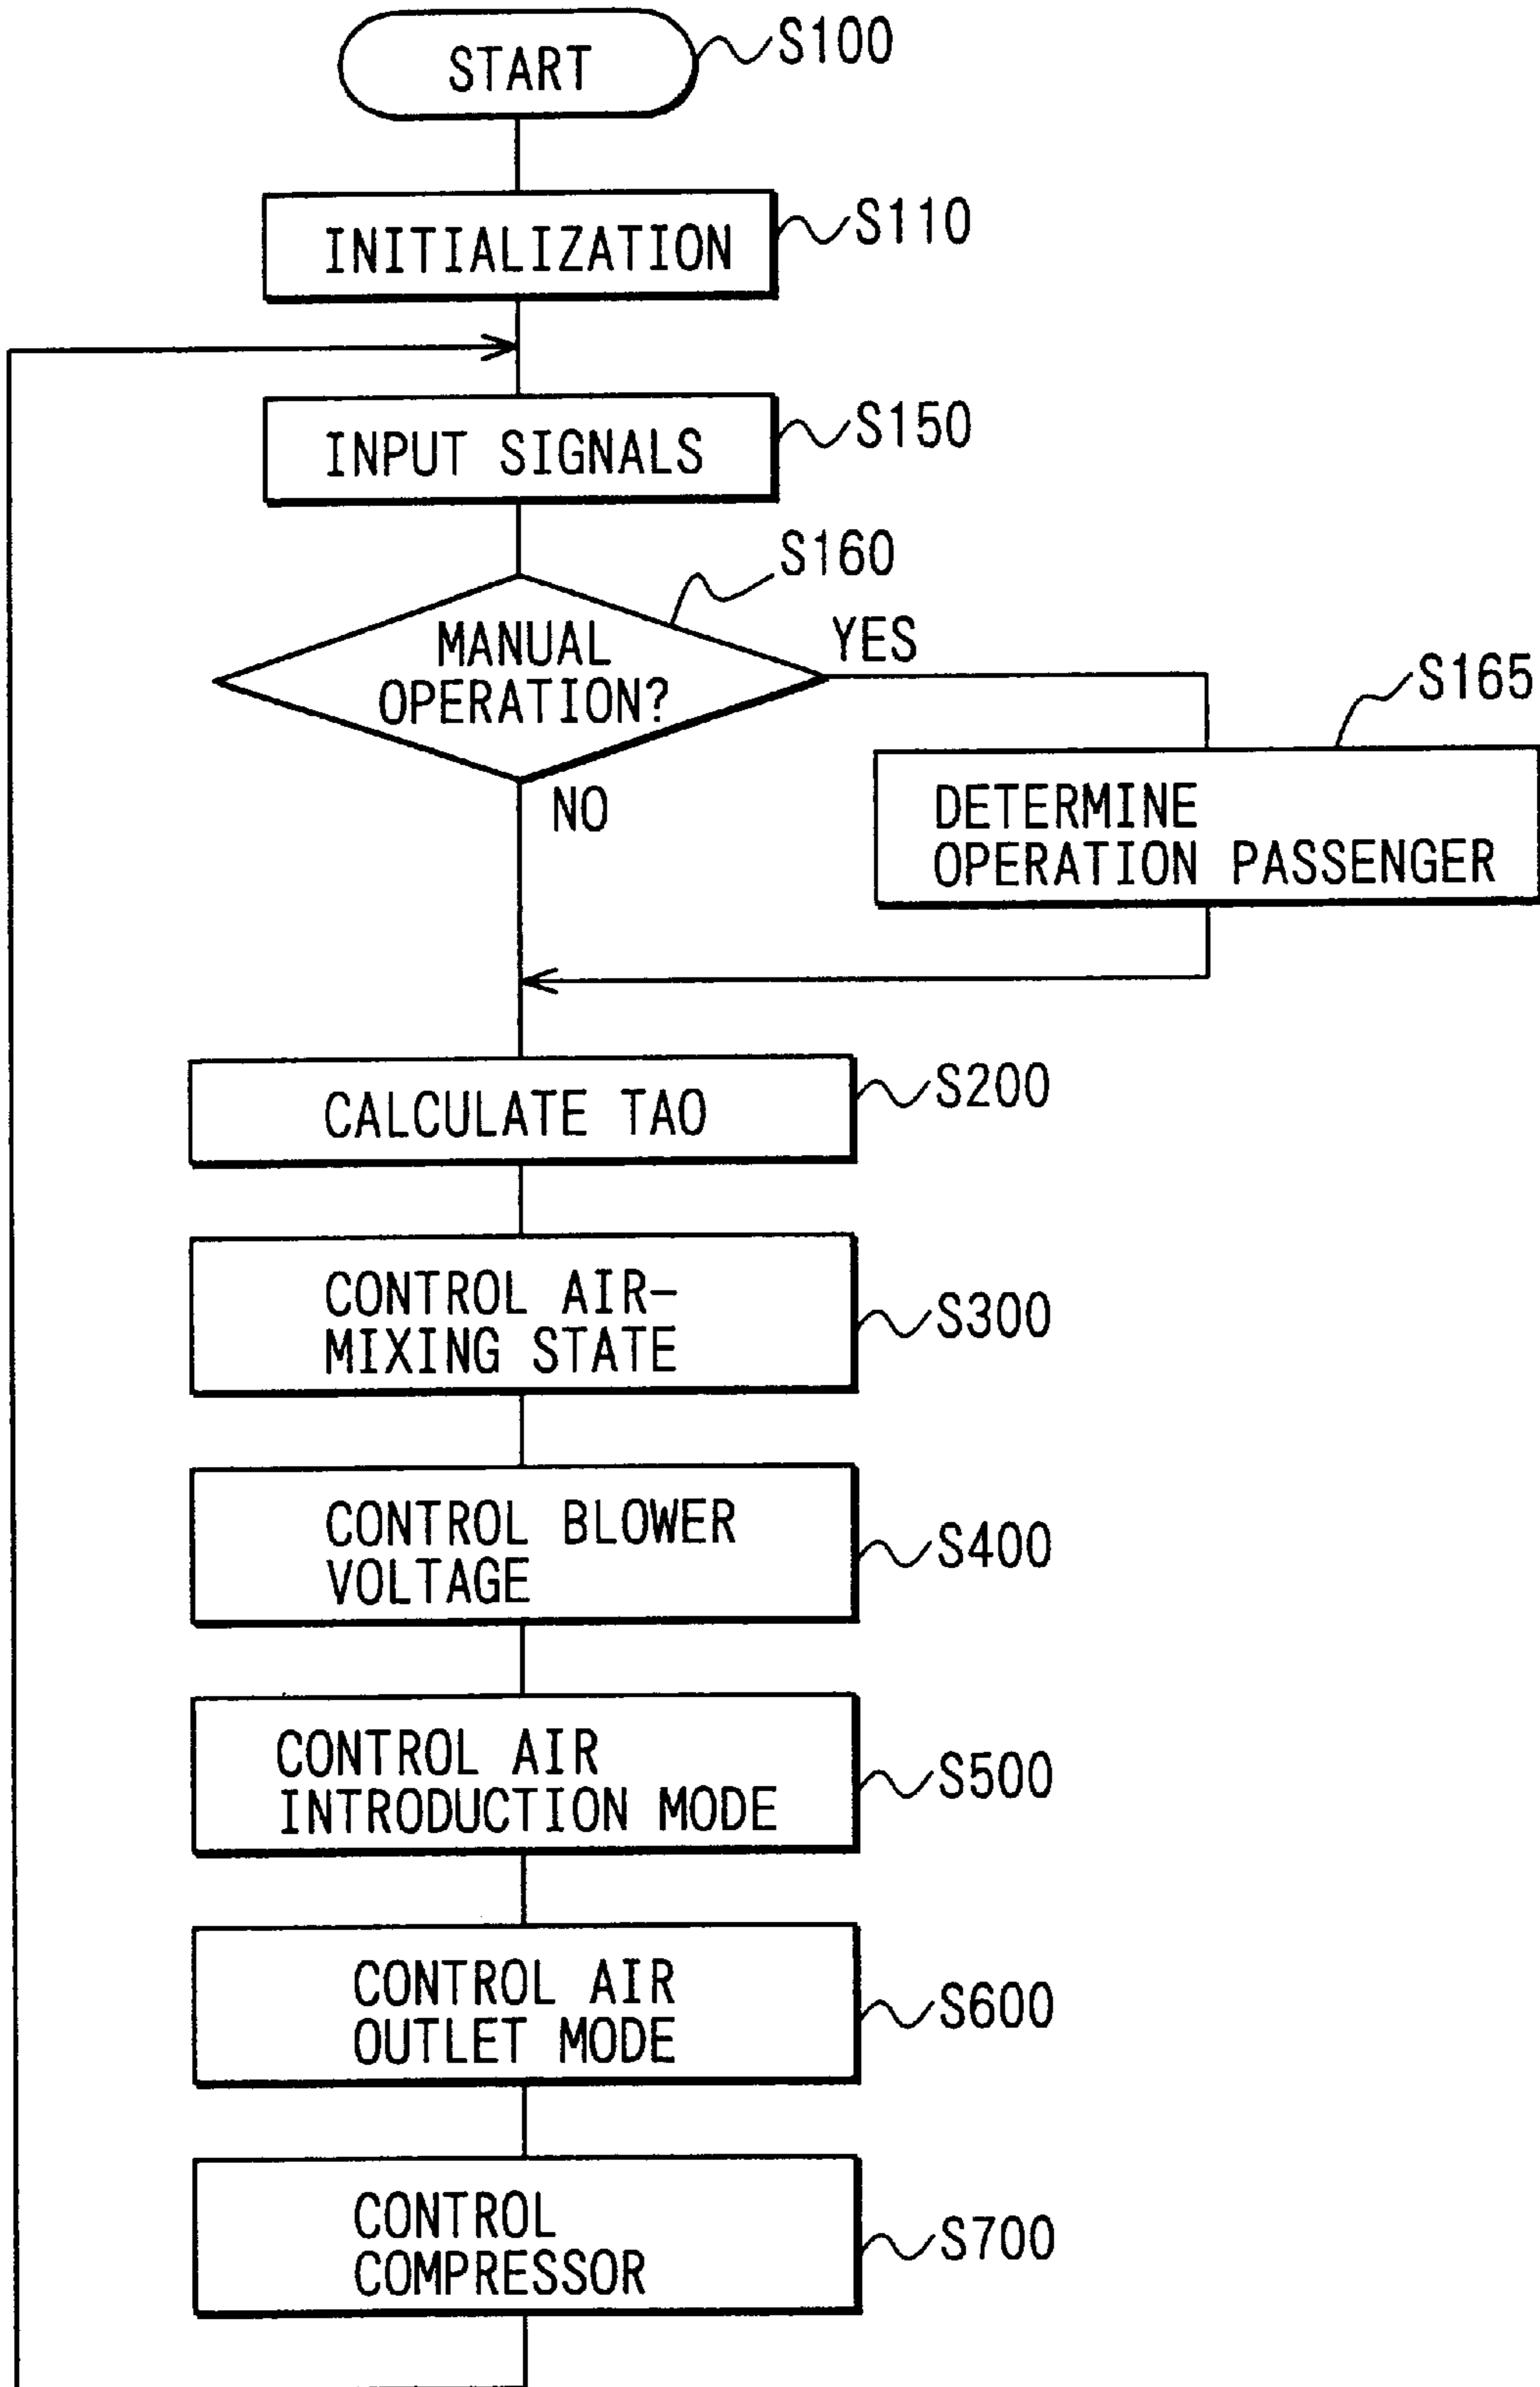 START
S100
INITIALIZATION
S110
INPUT SIGNALS
S150
S160
MANUAL
OPERATION?
YES
NO
S165
DETERMINE
OPERATION PASSENGER
CALCULATE TAO
S200
CONTROL AIR-
MIXING STATE
S300
CONTROL BLOWER
VOLTAGE
S400
CONTROL AIR
INTRODUCTION MODE
S500
CONTROL AIR
OUTLET MODE
S600
CONTROL
COMPRESSOR
S700